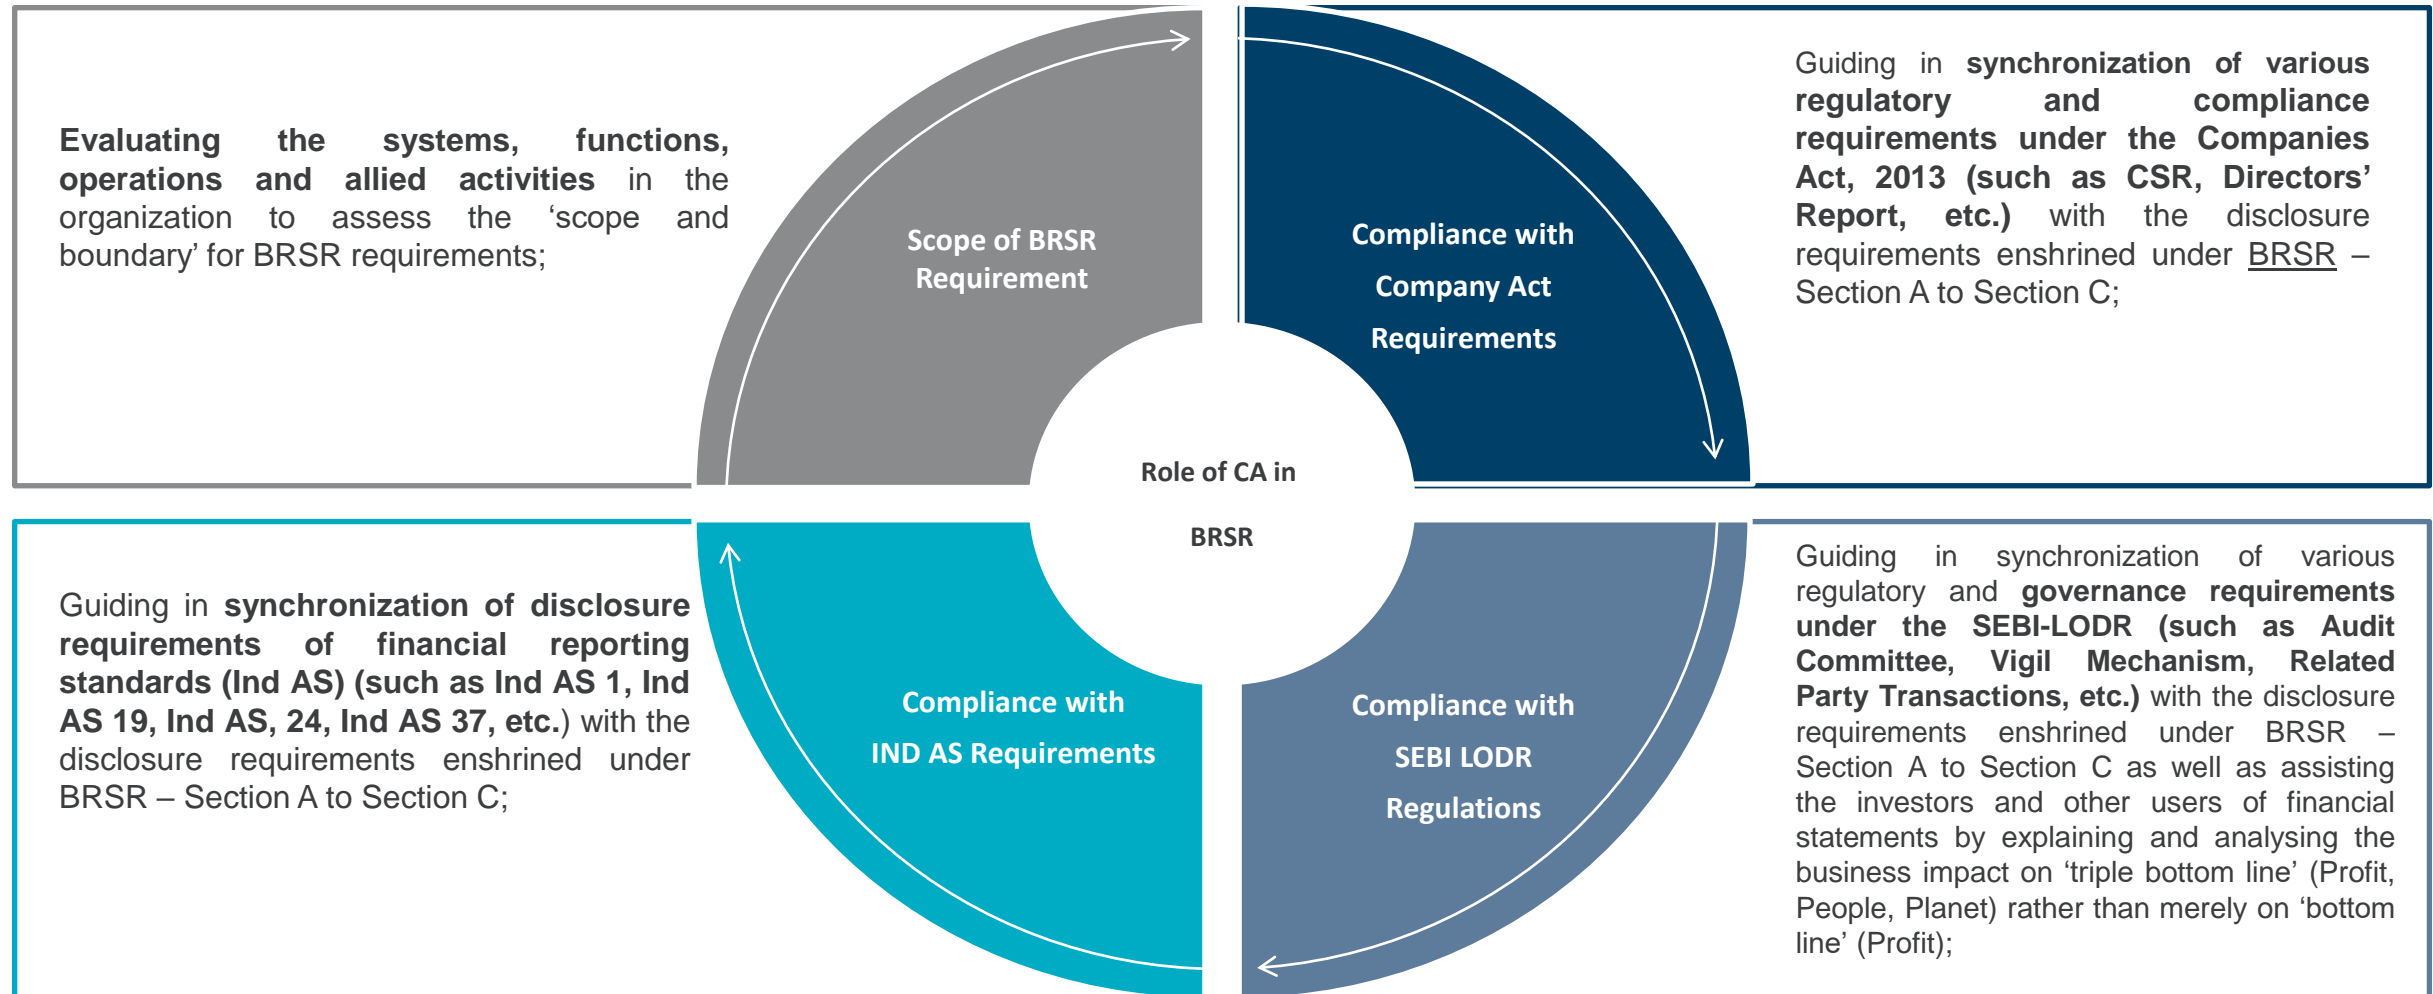 Evaluating the systems, functions,
operations and allied activities in the
organization to assess the ‘scope and
boundary’ for BRSR requirements;
Scope of BRSR
Requirement
Compliance with
Company Act
Requirements
Guiding in synchronization of various
regulatory and compliance
requirements under the Companies
Act, 2013 (such as CSR, Directors’
Report, etc.) with the disclosure
requirements enshrined under BRSR –
Section A to Section C;
Role of CA in
BRSR
Guiding in synchronization of disclosure
requirements of financial reporting
standards (Ind AS) (such as Ind AS 1, Ind
AS 19, Ind AS, 24, Ind AS 37, etc.) with the
disclosure requirements enshrined under
BRSR – Section A to Section C;
Compliance with
IND AS Requirements
Compliance with
SEBI LODR
Regulations
Guiding in synchronization of various
regulatory and governance requirements
under the SEBI-LODR (such as Audit
Committee, Vigil Mechanism, Related
Party Transactions, etc.) with the disclosure
requirements enshrined under BRSR –
Section A to Section C as well as assisting
the investors and other users of financial
statements by explaining and analysing the
business impact on ‘triple bottom line’ (Profit,
People, Planet) rather than merely on ‘bottom
line’ (Profit);